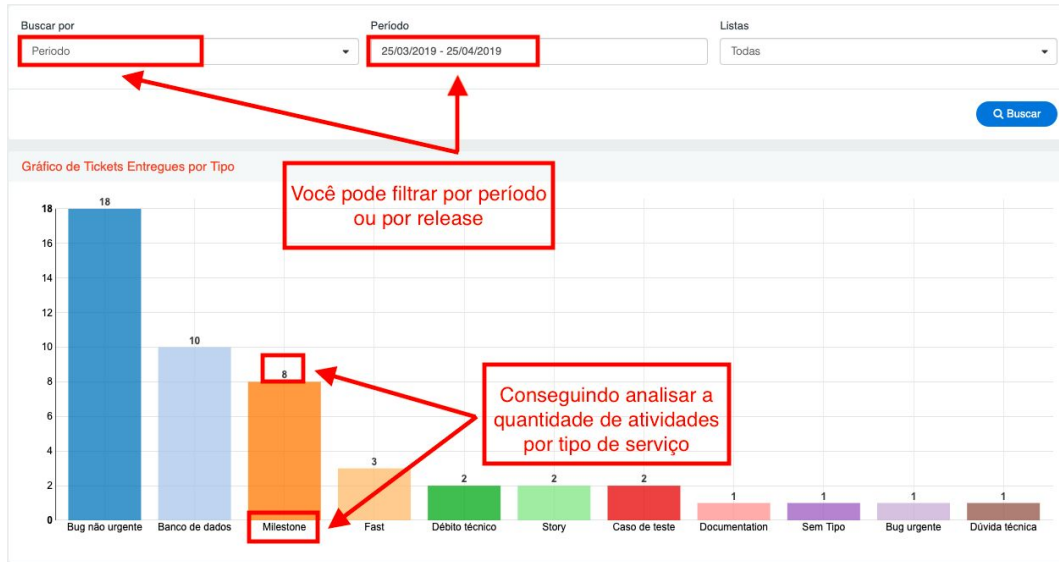 Buscar por
Período
Listas
Periodo
25/03/2019 - 25/04/2019
Todas
Buscar
Gráfico de Tickets Entregues por Tipo
Você pode filtrar por período
ou por release
18
18
16
14
12
10
10
8
8
6
4
3
2
2
2
2
1
1
1
1
0
Conseguindo analisar a
quantidade de atividades
por tipo de serviço
Bug não urgente
Banco de dados
Milestone
Fast
Débito técnico
Story
Caso de teste
Documentation
Sem Tipo
Bug urgente
Dúvida técnica